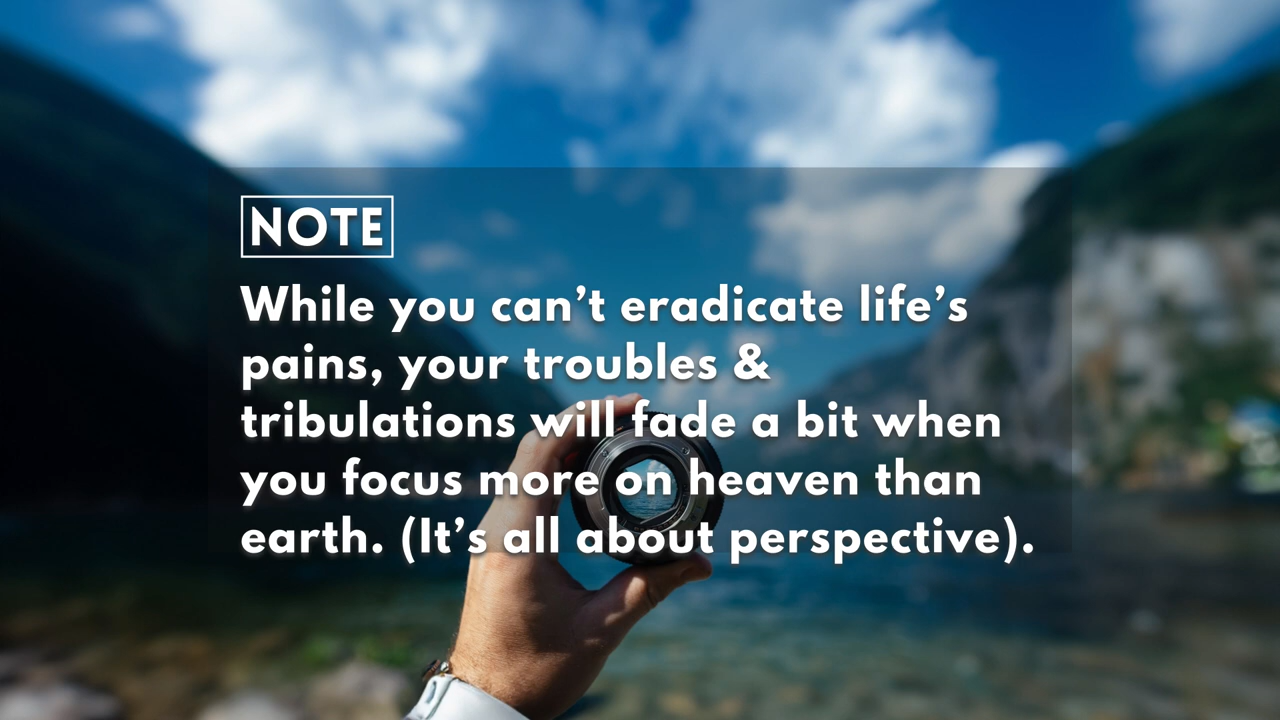 NOTE
While you can’t eradicate life’s
pains, your troubles &
tribulations will fade a bit when
you focus more on heaven than
earth. (It’s all about perspective).